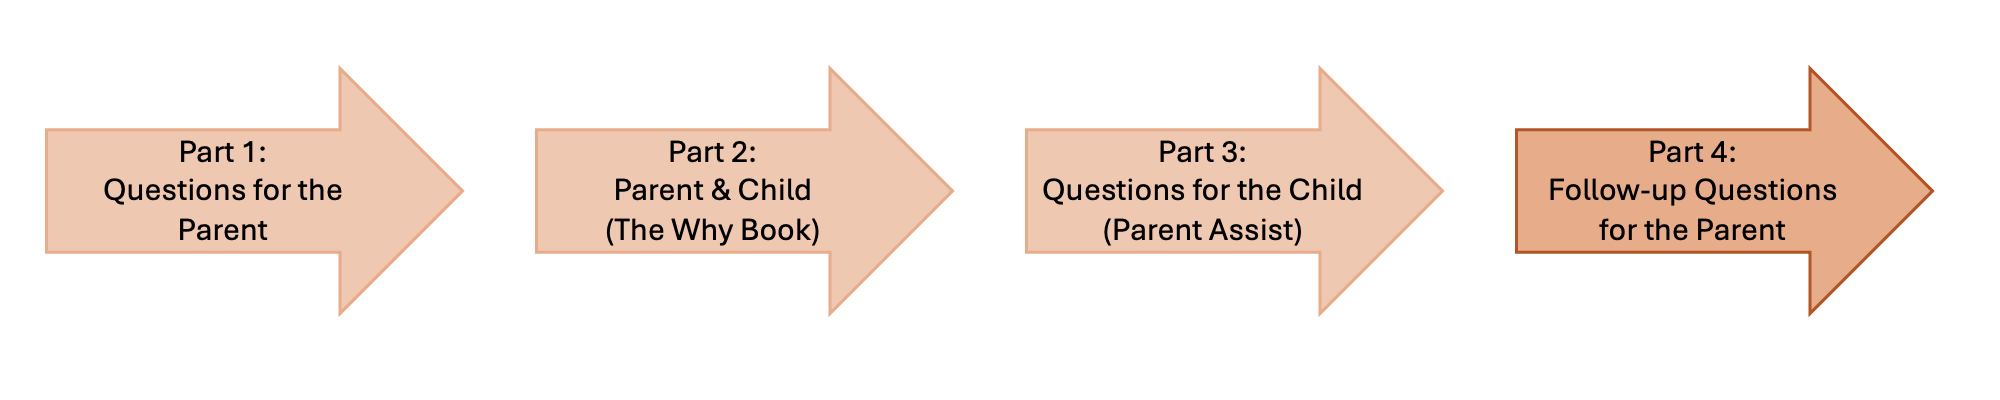 Part 1:
Questions for the
Parent
Part 2:
Parent & Child
(The Why Book)
Part 3:
Questions for the Child
(Parent Assist)
Part 4:
Follow-up Questions
for the Parent